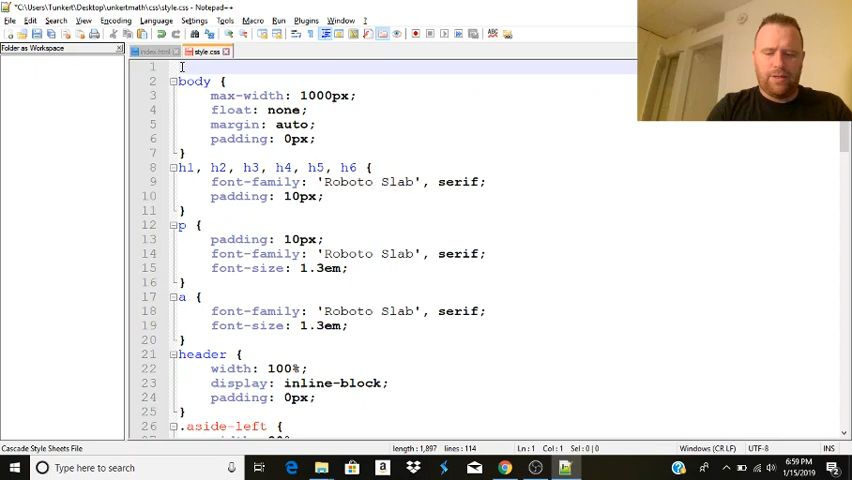 *C:\Users\Tunkert\Desktop\unkertmath\css\style.css - Notepad++
File Edit Search View Encoding Language Settings Tools Macro Run Plugins Window ?
Folder as Workspace
index.html style.css
1
2 body {
3 max-width: 1000px;
4 float: none;
5 margin: auto;
6 padding: 0px;
7 }
8 h1, h2, h3, h4, h5, h6 {
9 font-family: 'Roboto Slab', serif;
10 padding: 10px;
11 }
12 p {
13 padding: 10px;
14 font-family: 'Roboto Slab', serif;
15 font-size: 1.3em;
16 }
17 a {
18 font-family: 'Roboto Slab', serif;
19 font-size: 1.3em;
20 }
21 header {
22 width: 100%;
23 display: inline-block;
24 padding: 0px;
25 }
26 .aside-left {
Cascade Style Sheets File length : 1,897 lines : 114 Ln : 1 Col : 1 Sel : 0 | 0 Windows (CR LF) UTF-8 INS
Type here to search
6:59 PM
1/15/2019